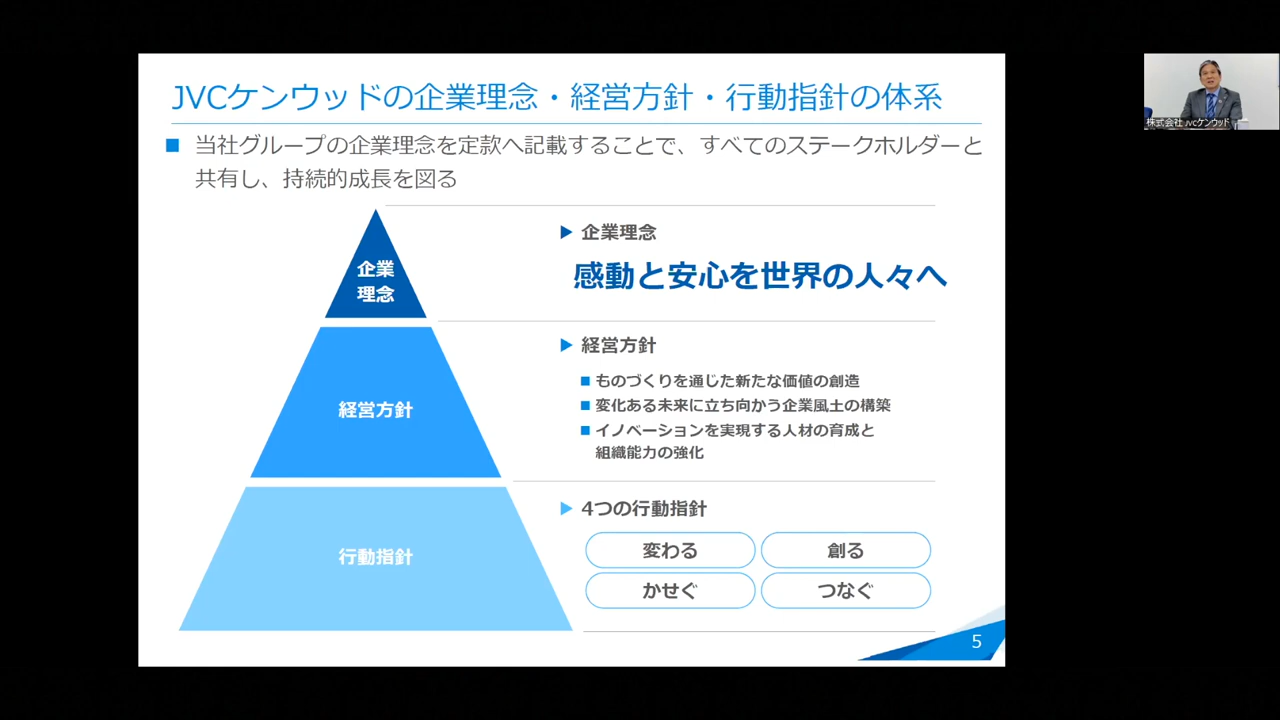 JVCケンウッドの企業理念・経営方針・行動指針の体系
当社グループの企業理念を定款へ記載することで、すべてのステークホルダーと
共有し、持続的成長を図る
企業
理念
企業理念
感動と安心を世界の人々へ
経営方針
経営方針
ものづくりを通じた新たな価値の創造
変化ある未来に立ち向かう企業風土の構築
イノベーションを実現する人材の育成と
組織能力の強化
行動指針
4つの行動指針
変わる
創る
かせぐ
つなぐ
5
株式会社 JVCケンウッド